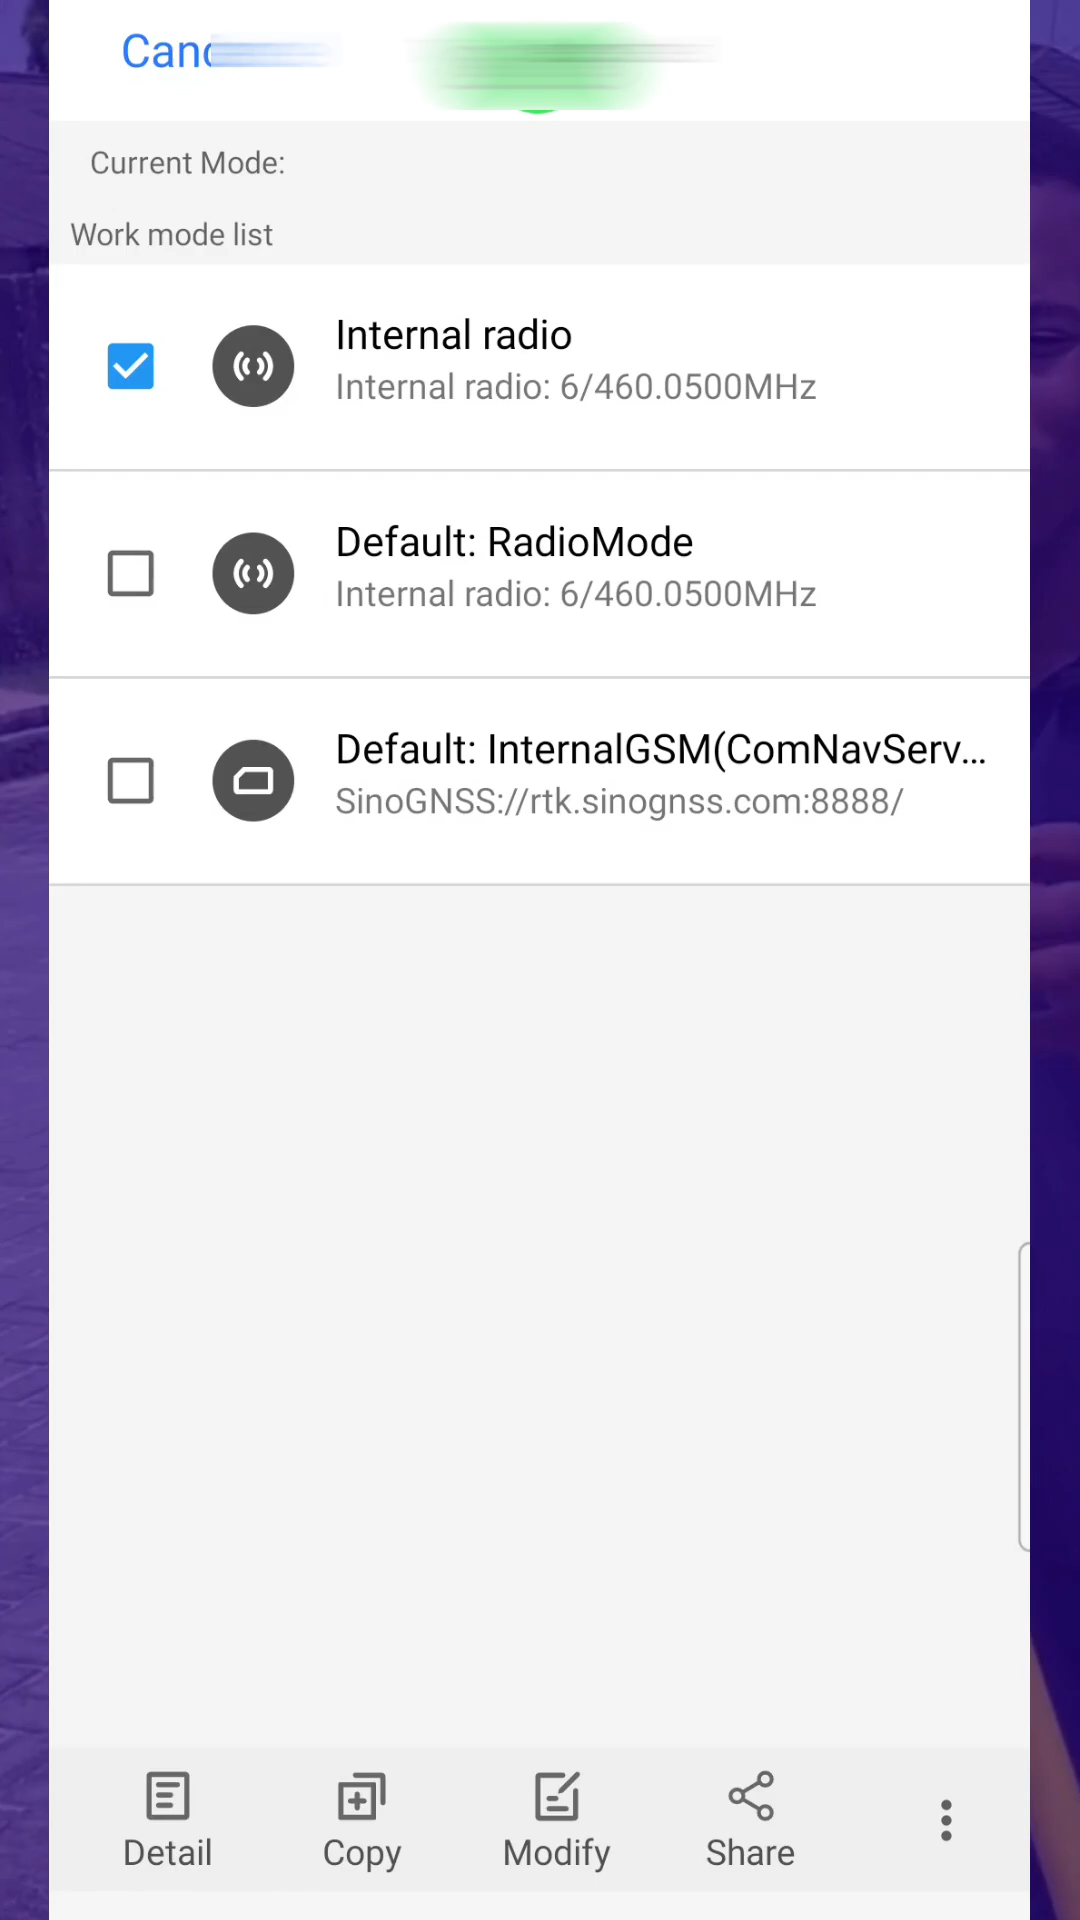 Current Mode:
Work mode list
Internal radio
Internal radio: 6/460.0500MHz
Default: RadioMode
Internal radio: 6/460.0500MHz
Default: InternalGSM(ComNavServ...
SinoGNSS://rtk.sinognss.com:8888/
Detail
Copy
Modify
Share